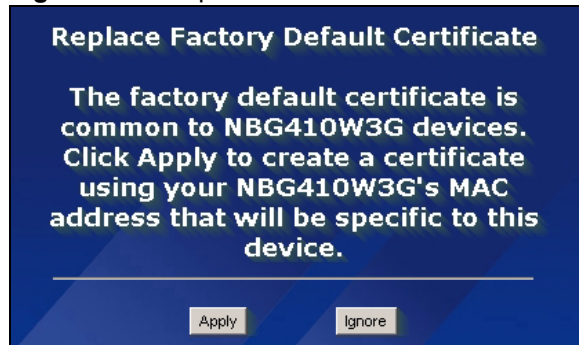 Replace Factory Default Certificate
The factory default certificate is
common to NBG410W3G devices.
Click Apply to create a certificate
using your NBG410W3G's MAC
address that will be specific to this
device.
Apply Ignore